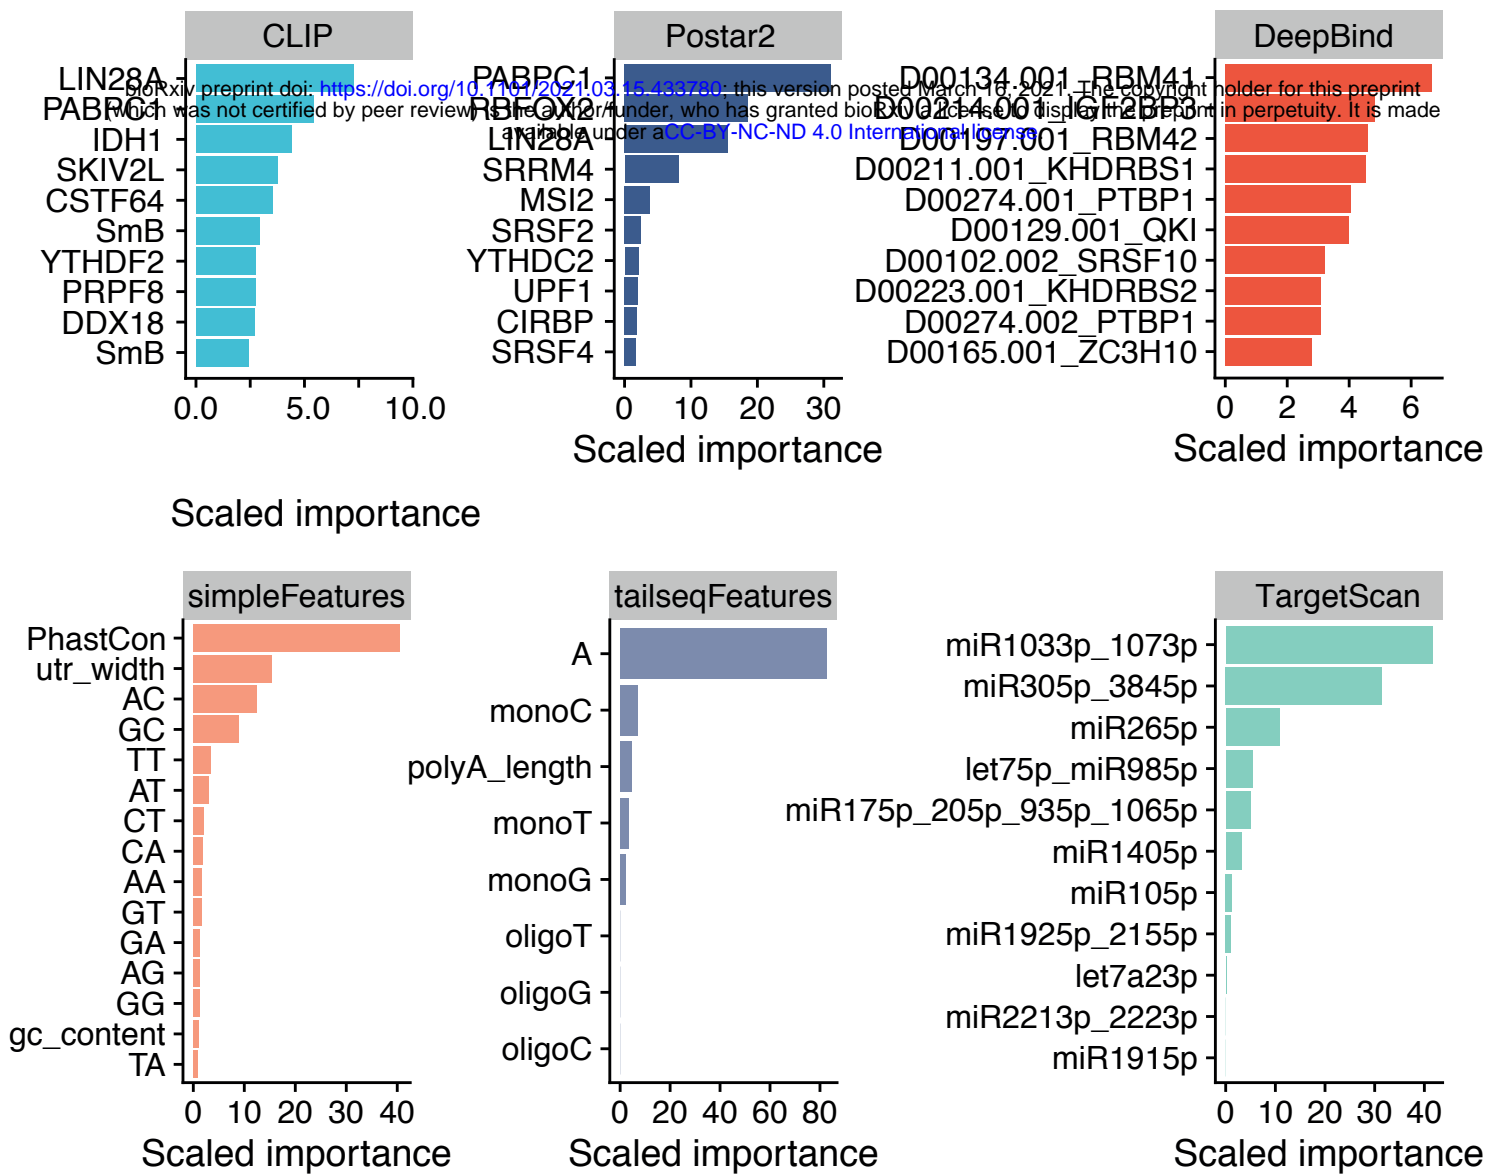 CLIP
LIN28A
PABPC1
IDH1
SKIV2L
CSTF64
SmB
YTHDF2
PRPF8
DDX18
SmB
0.0 5.0 10.0
Scaled importance
Postar2
PABPC1
RBFOX2
LIN28A
SRRM4
MSI2
SRSF2
YTHDC2
UPF1
CIRBP
SRSF4
0 10 20 30
Scaled importance
DeepBind
D00134.001_RBM41
D00214.001_IGF2BP3
D00197.001_RBM42
D00211.001_KHDRBS1
D00274.001_PTBP1
D00129.001_QKI
D00102.002_SRSF10
D00223.001_KHDRBS2
D00274.002_PTBP1
D00165.001_ZC3H10
0 2 4 6
Scaled importance
bioRxiv preprint doi: https://doi.org/10.1101/2021.03.15.433780; this version posted March 16, 2021. The copyright holder for this preprint
(which was not certified by peer review) is the author/funder, who has granted bioRxiv a license to display the preprint in perpetuity. It is made
available under aCC-BY-NC-ND 4.0 International license.
simpleFeatures
PhastCon
utr_width
AC
GC
TT
AT
CT
CA
AA
GT
GA
AG
GG
gc_content
TA
0 10 20 30 40
Scaled importance
tailseqFeatures
A
monoC
polyA_length
monoT
monoG
oligoT
oligoG
oligoC
0 20 40 60 80
Scaled importance
TargetScan
miR1033p_1073p
miR305p_3845p
miR265p
let75p_miR985p
miR175p_205p_935p_1065p
miR1405p
miR105p
miR1925p_2155p
let7a23p
miR2213p_2223p
miR1915p
0 10 20 30 40
Scaled importance